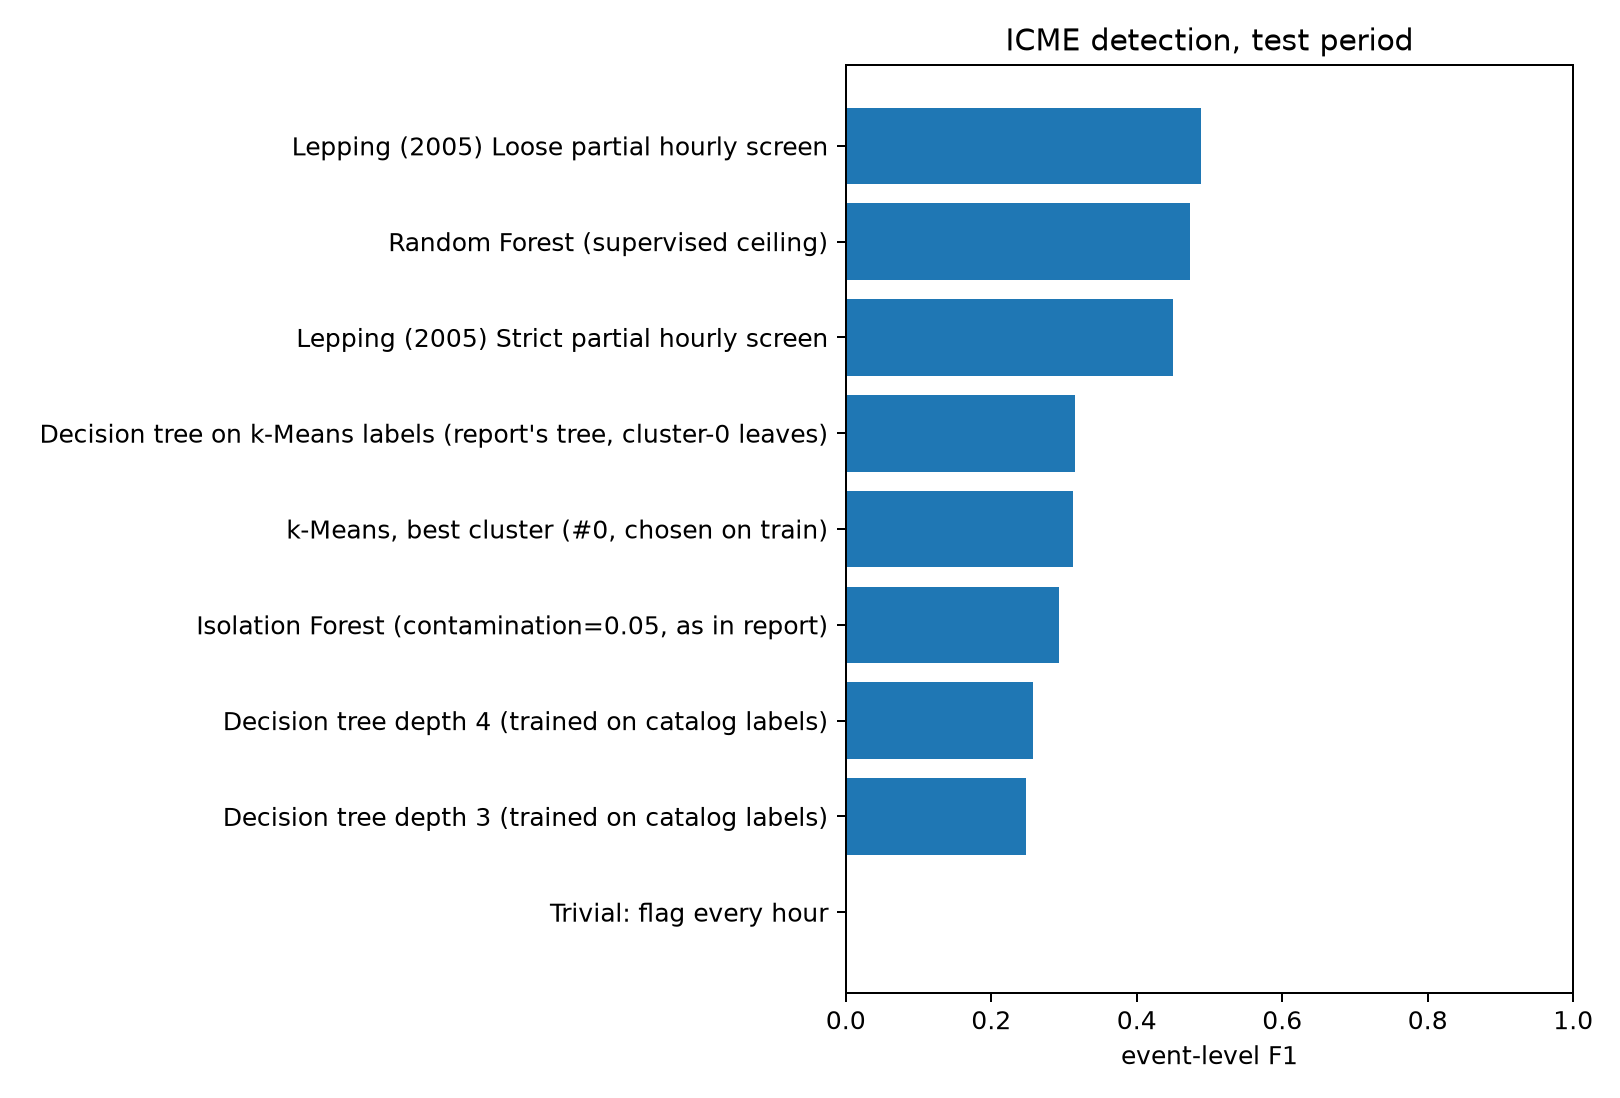 ICME detection, test period
Lepping (2005) Loose partial hourly screen
Random Forest (supervised ceiling)
Lepping (2005) Strict partial hourly screen
Decision tree on k-Means labels (report's tree, cluster-0 leaves)
k-Means, best cluster (#0, chosen on train)
Isolation Forest (contamination=0.05, as in report)
Decision tree depth 4 (trained on catalog labels)
Decision tree depth 3 (trained on catalog labels)
Trivial: flag every hour
0.0 0.2 0.4 0.6 0.8 1.0
event-level F1